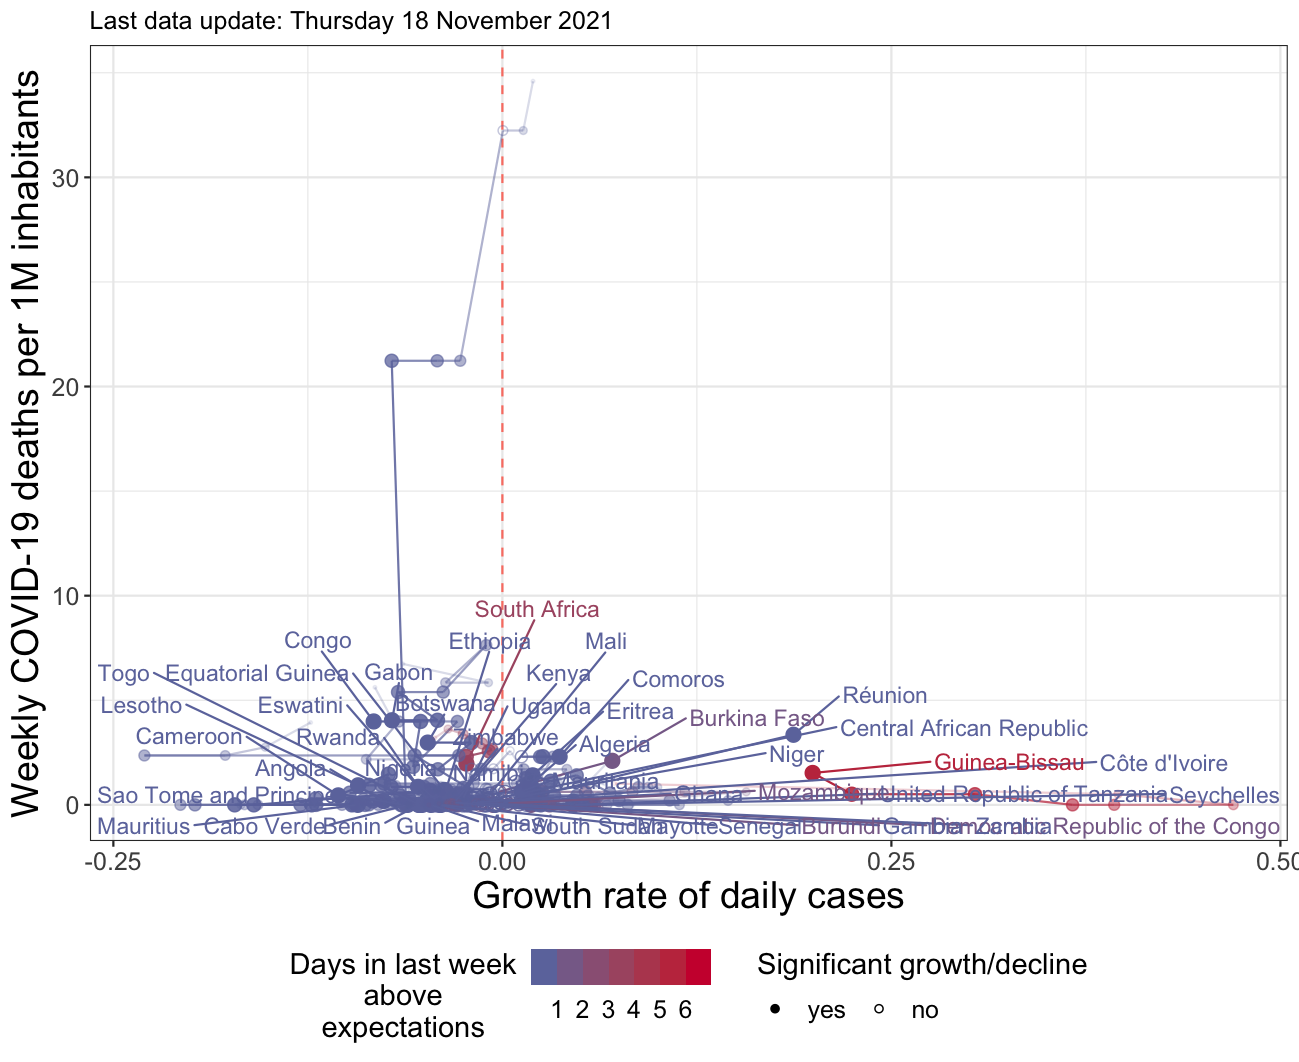 Last data update: Thursday 18 November 2021
Weekly COVID-19 deaths per 1M inhabitants
30
20
10
0
South Africa
Congo
Ethiopia
Mali
Togo
Equatorial Guinea
Gabon
Kenya
Comoros
Lesotho
Eswatini
Botswana
Uganda
Eritrea
Réunion
Burkina Faso
Central African Republic
Cameroon
Rwanda
Zimbabwe
Algeria
Niger
Guinea-Bissau
Côte d'Ivoire
Angola
Nigeria
Namibia
Mauritania
Sao Tome and Principe
Ghana
Mozambique
United Republic of Tanzania
Seychelles
Mauritius
Cabo Verde
Benin
Guinea
Malawi
South Sudan
Mayotte
Senegal
Burundi
Gambia
Zambia
Democratic Republic of the Congo
-0.25
0.00
0.25
0.50
Growth rate of daily cases
Days in last week
above
expectations
1 2 3 4 5 6
Significant growth/decline
yes
no